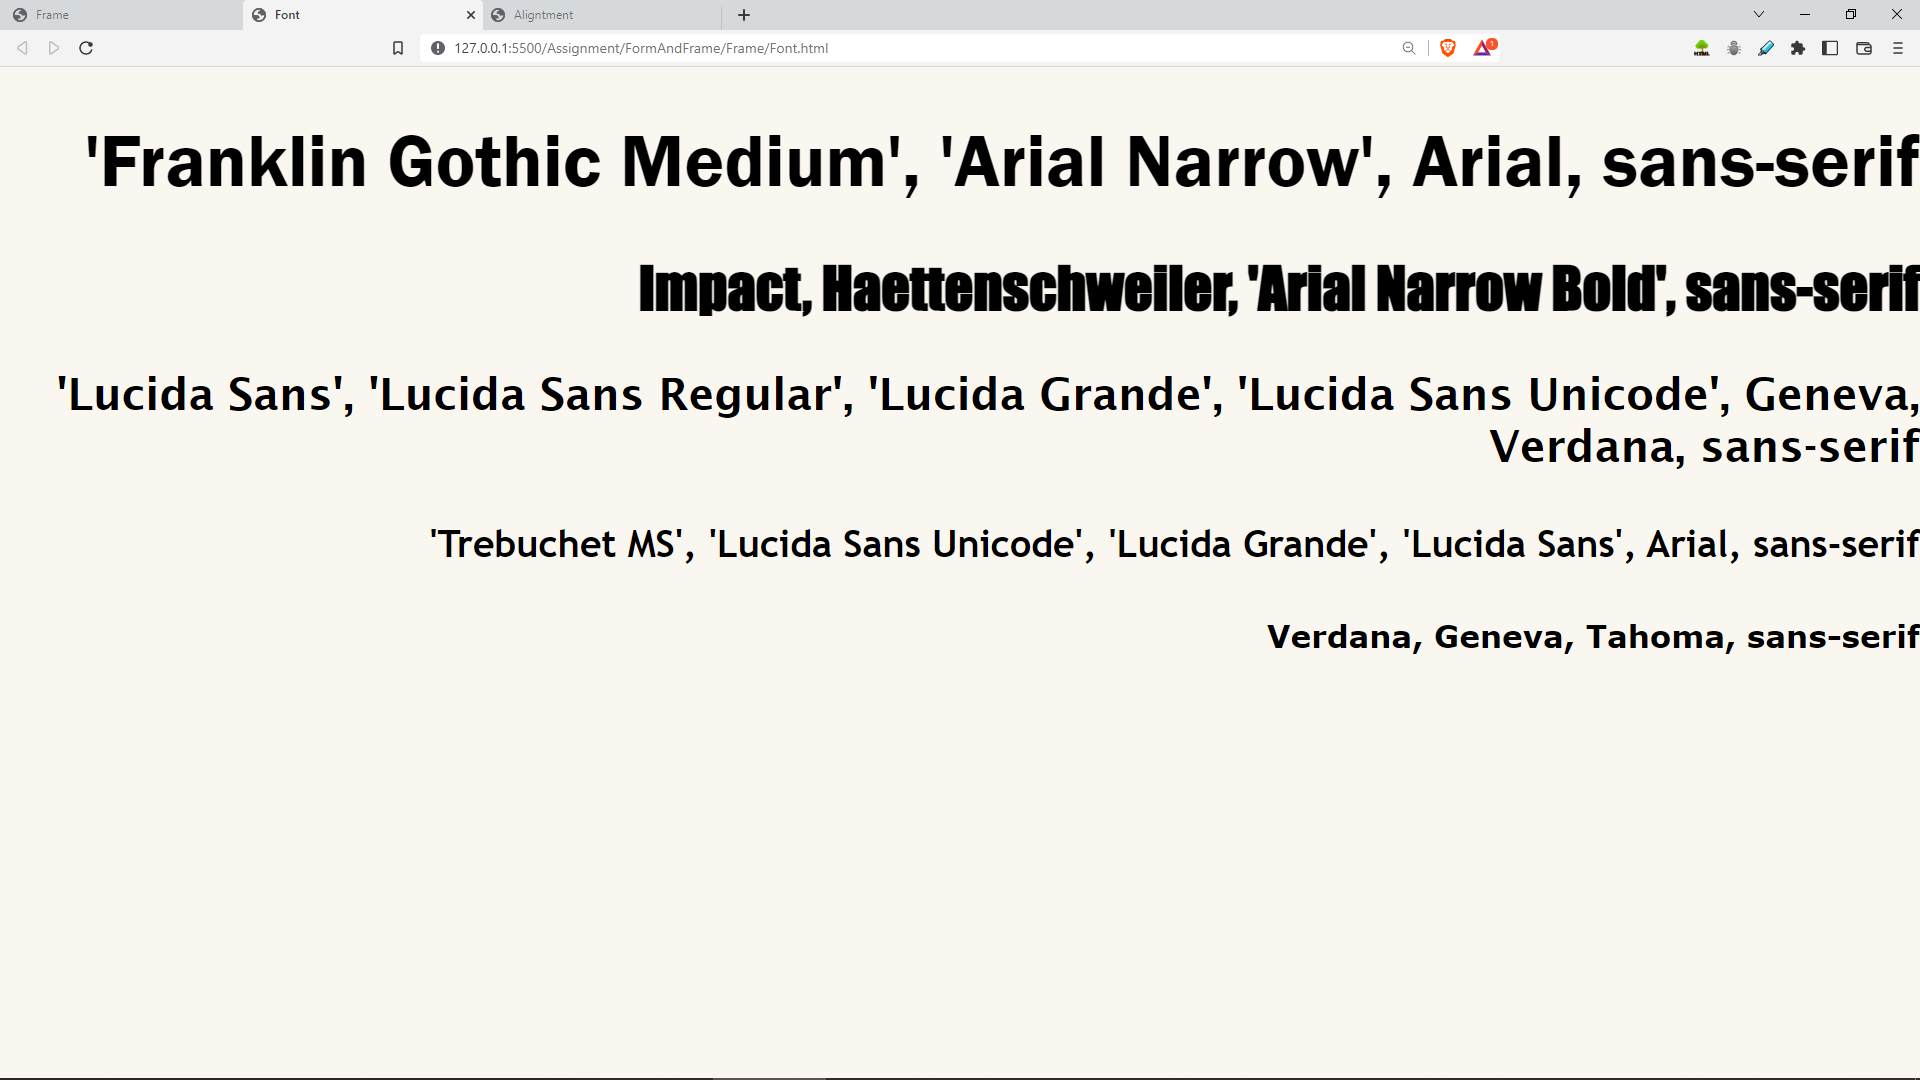 Frame
Font
Aligntment
127.0.0.1:5500/Assignment/FormAndFrame/Frame/Font.html
1
HTML
'Franklin Gothic Medium', 'Arial Narrow', Arial, sans-serif
Impact, Haettenschweiler, 'Arial Narrow Bold', sans-serif
'Lucida Sans', 'Lucida Sans Regular', 'Lucida Grande', 'Lucida Sans Unicode', Geneva,
Verdana, sans-serif
'Trebuchet MS', 'Lucida Sans Unicode', 'Lucida Grande', 'Lucida Sans', Arial, sans-serif
Verdana, Geneva, Tahoma, sans-serif